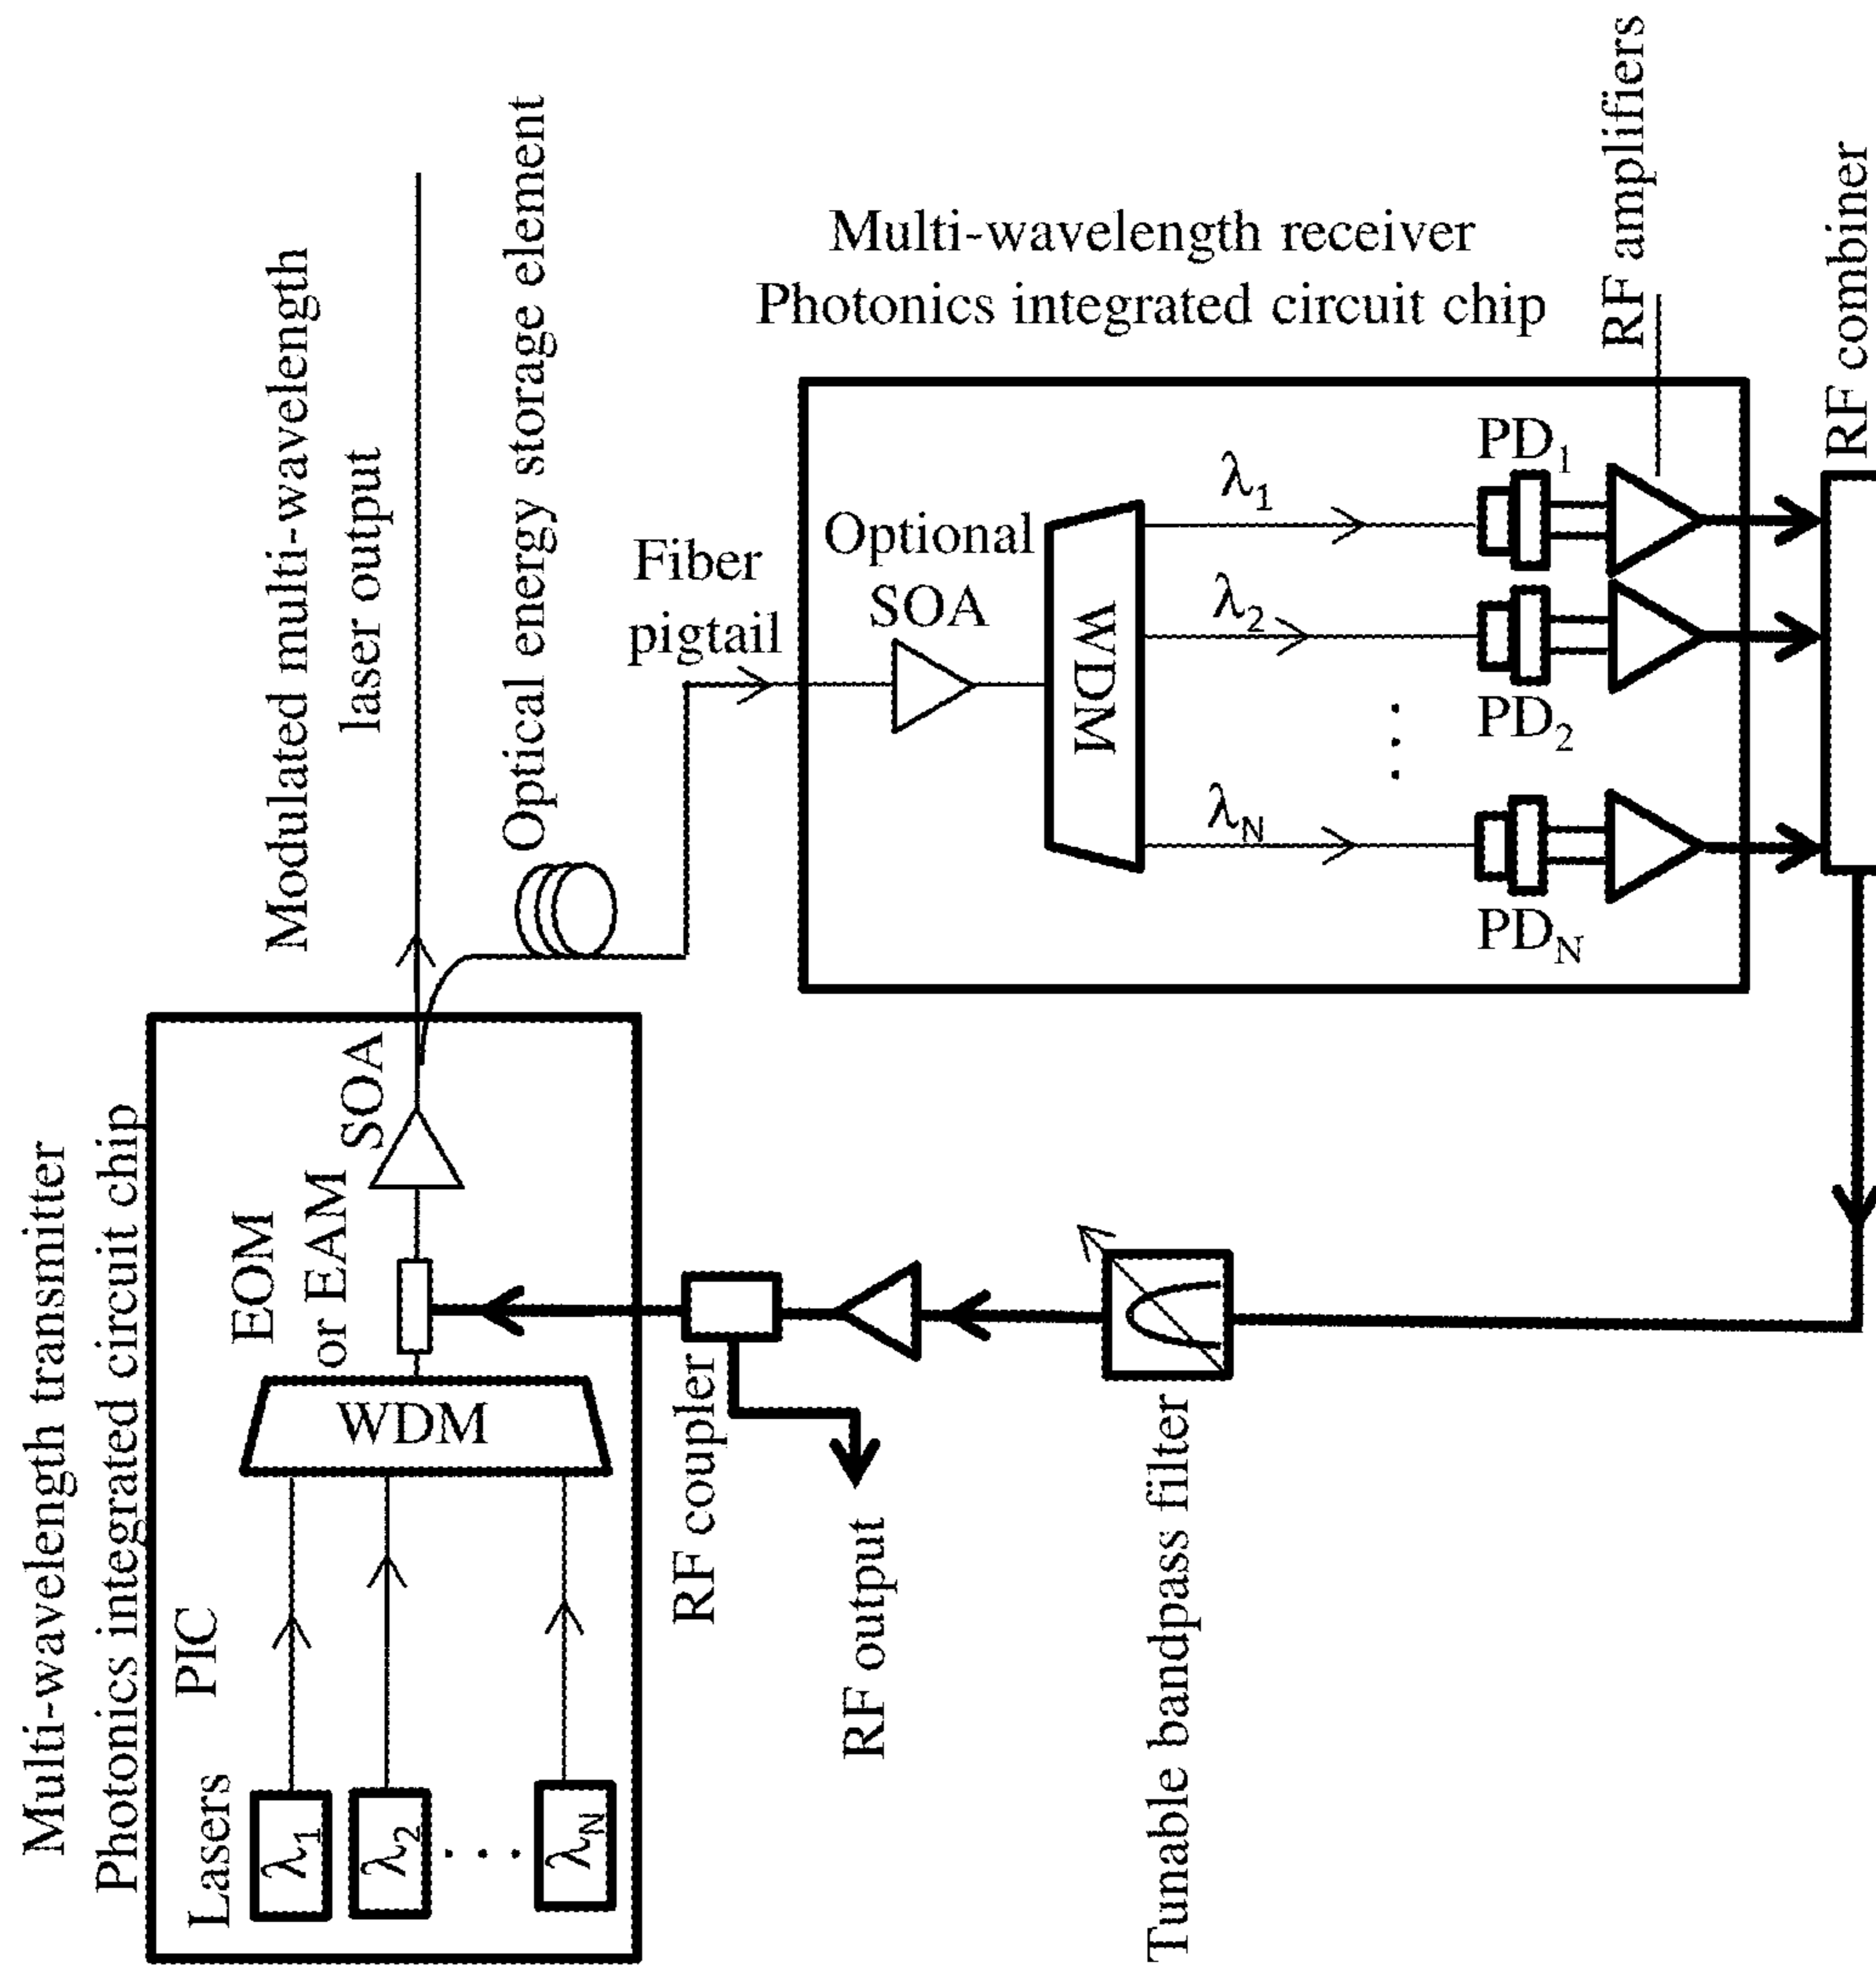 Multi-wavelength transmitter
Photonics integrated circuit chip
Lasers
PIC
λ1
λ2
λN
WDM
EOM
or EAM
SOA
Modulated multi-wavelength
laser output
Optical energy storage element
Fiber
pigtail
Multi-wavelength receiver
Photonics integrated circuit chip
Optional
SOA
WDM
λ1
λ2
λN
PD1
PD2
PDN
RF amplifiers
RF combiner
RF coupler
RF output
Tunable bandpass filter